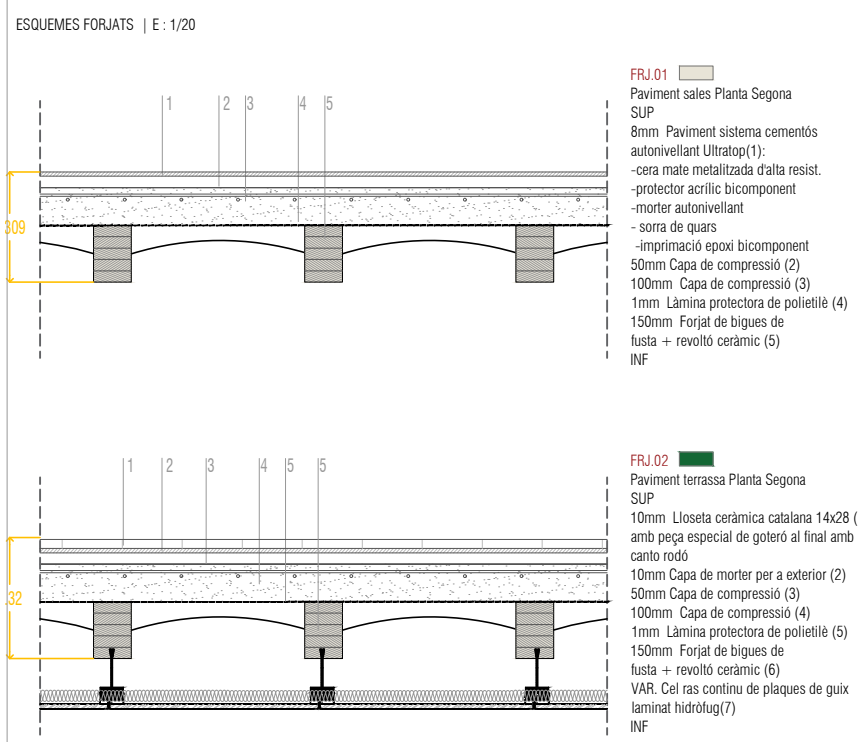 ESQUEMES FORJATS | E : 1/20
1 2 3 4 5
309
FRJ.01
Paviment sales Planta Segona
SUP
8mm Paviment sistema cementós
autonivellant Ultratop(1):
-cera mate metalitzada d'alta resist.
-protector acrílic bicomponent
-morter autonivellant
- sorra de quars
-imprimació epoxi bicomponent
50mm Capa de compressió (2)
100mm Capa de compressió (3)
1mm Làmina protectora de polietilè (4)
150mm Forjat de bigues de
fusta + revoltó ceràmic (5)
INF
1 2 3 4 5 5
.32
FRJ.02
Paviment terrassa Planta Segona
SUP
10mm Lloseta ceràmica catalana 14x28 (
amb peça especial de goteró al final amb
canto rodó
10mm Capa de morter per a exterior (2)
50mm Capa de compressió (3)
100mm Capa de compressió (4)
1mm Làmina protectora de polietilè (5)
150mm Forjat de bigues de
fusta + revoltó ceràmic (6)
VAR. Cel ras continu de plaques de guix
laminat hidròfug(7)
INF